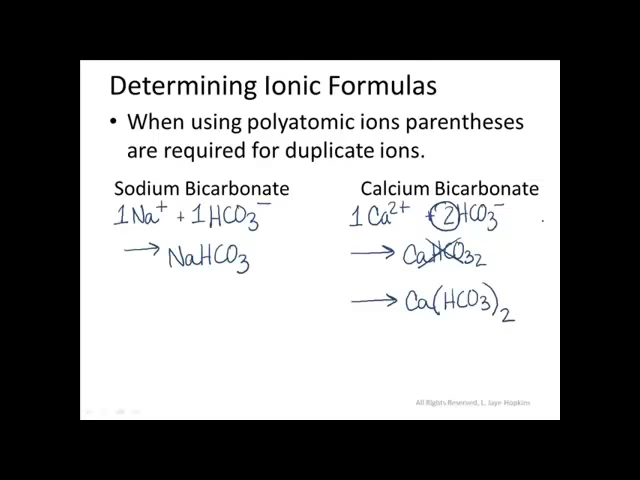 Determining Ionic Formulas
• When using polyatomic ions parentheses
are required for duplicate ions.
Sodium Bicarbonate
1Na⁺ + 1HCO₃⁻
→ NaHCO₃
Calcium Bicarbonate
1Ca²⁺ + 2HCO₃⁻
→ CaHCO₃₂
→ Ca(HCO₃)₂
All Rights Reserved, L. Jaye Hopkins